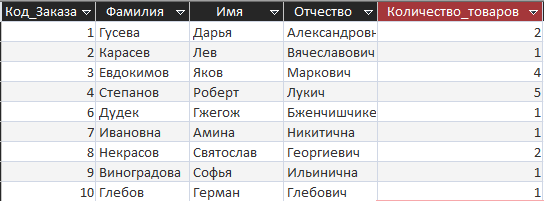 Код_Заказа Фамилия Имя Отчество Количество_товаров
1 Гусева Дарья Александровн 2
2 Карасев Лев Вячеславович 1
3 Евдокимов Яков Маркович 4
4 Степанов Роберт Лукич 5
6 Дудек Гжегож Бженчишчике 1
7 Ивановна Амина Никитична 1
8 Некрасов Святослав Георгиевич 2
9 Виноградова Софья Ильинична 1
10 Глебов Герман Глебович 1